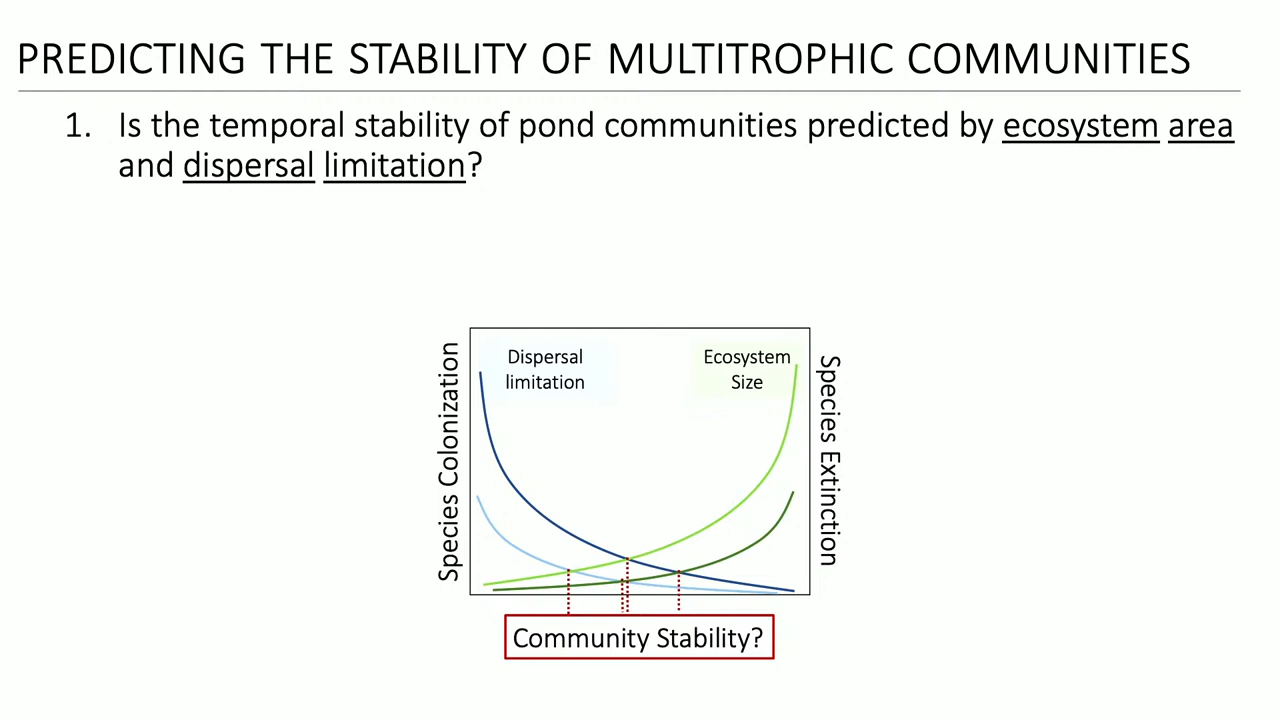 PREDICTING THE STABILITY OF MULTITROPHIC COMMUNITIES
1. Is the temporal stability of pond communities predicted by ecosystem area
and dispersal limitation?
Dispersal
limitation
Ecosystem
Size
Species Colonization
Species Extinction
Community Stability?